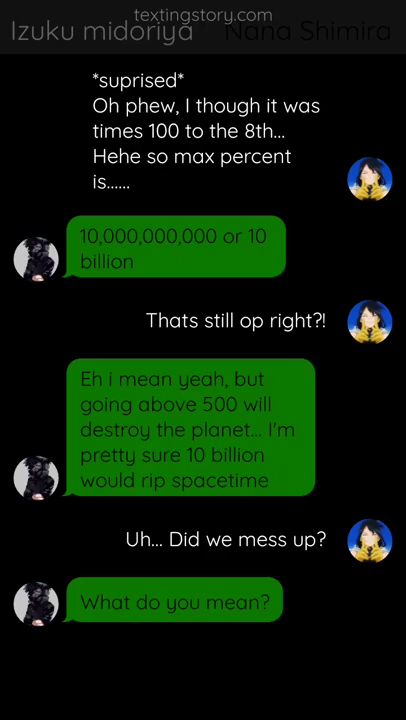 textingstory.com
Izuku midoriya Nana Shimira
*suprised*
Oh phew, I though it was
times 100 to the 8th...
Hehe so max percent
is......
10,000,000,000 or 10
billion
Thats still op right?!
Eh i mean yeah, but
going above 500 will
destroy the planet... I'm
pretty sure 10 billion
would rip spacetime
Uh... Did we mess up?
What do you mean?